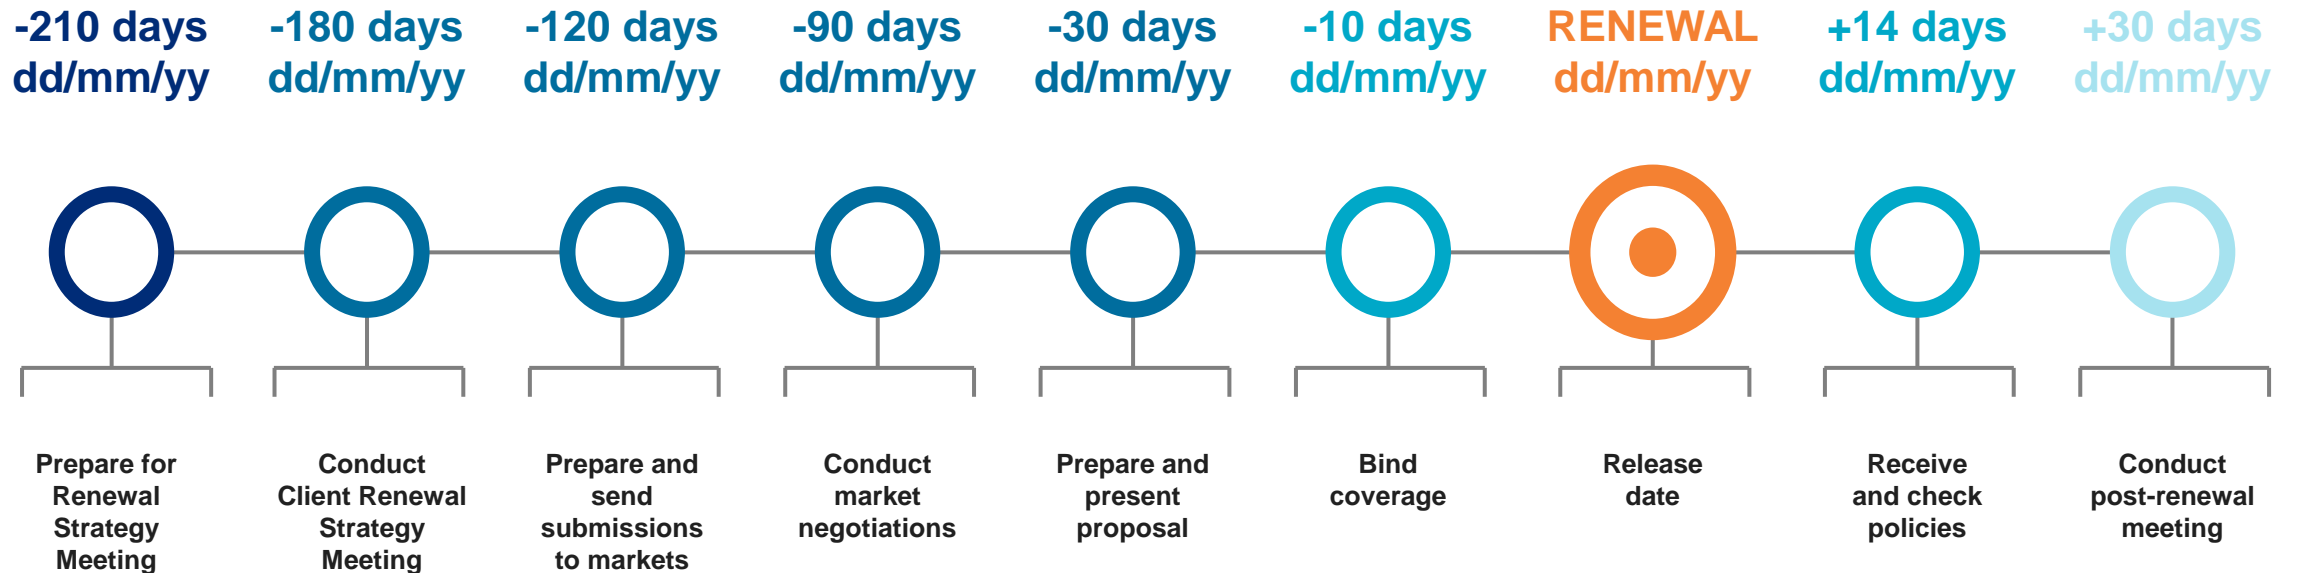 -210 days
dd/mm/yy
-180 days
dd/mm/yy
-120 days
dd/mm/yy
-90 days
dd/mm/yy
-30 days
dd/mm/yy
-10 days
dd/mm/yy
RENEWAL
dd/mm/yy
+14 days
dd/mm/yy
+30 days
dd/mm/yy
Prepare for
Renewal
Strategy
Meeting
Conduct
Client Renewal
Strategy
Meeting
Prepare and
send
submissions
to markets
Conduct
market
negotiations
Prepare and
present
proposal
Bind
coverage
Release
date
Receive
and check
policies
Conduct
post-renewal
meeting